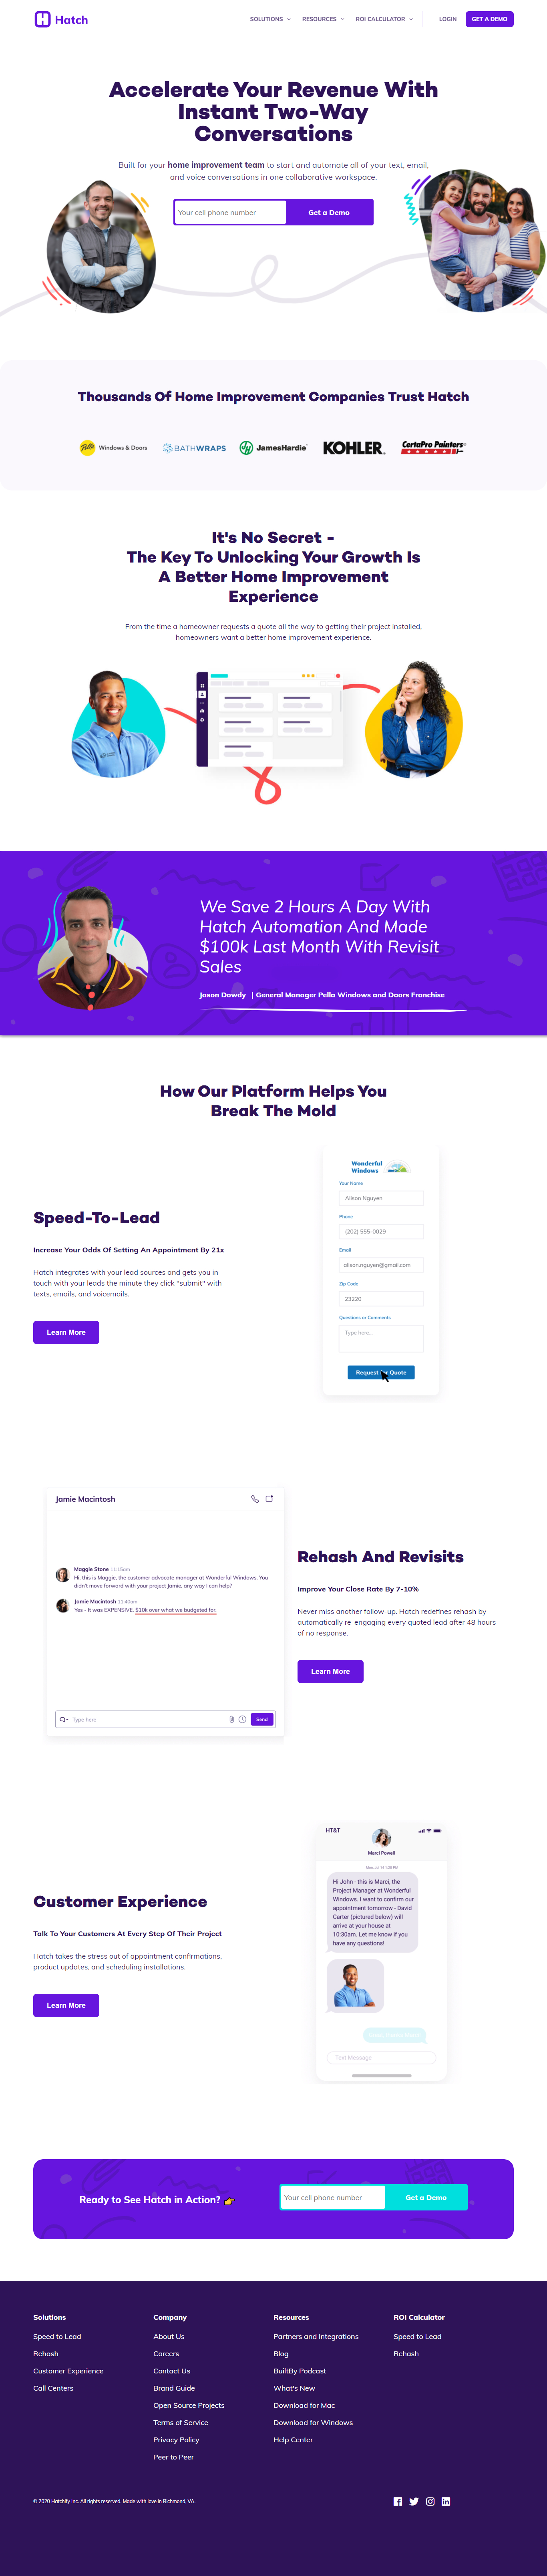 Hatch
SOLUTIONS RESOURCES ROI CALCULATOR LOGIN GET A DEMO
Accelerate Your Revenue With
Instant Two-Way
Conversations
Built for your home improvement team to start and automate all of your text, email,
and voice conversations in one collaborative workspace.
Your cell phone number Get a Demo
Thousands Of Home Improvement Companies Trust Hatch
Pella Windows & Doors BATHWRAPS JamesHardie KOHLER CertaPro Painters
It's No Secret -
The Key To Unlocking Your Growth Is
A Better Home Improvement
Experience
From the time a homeowner requests a quote all the way to getting their project installed,
homeowners want a better home improvement experience.
We Save 2 Hours A Day With
Hatch Automation And Made
$100k Last Month With Revisit
Sales
Jason Dowdy | General Manager Pella Windows and Doors Franchise
How Our Platform Helps You
Break The Mold
Speed-To-Lead
Increase Your Odds Of Setting An Appointment By 21x
Hatch integrates with your lead sources and gets you in
touch with your leads the minute they click "submit" with
texts, emails, and voicemails.
Learn More
Wonderful
Windows
Your Name
Alison Nguyen
Phone
(202) 555-0029
Email
alison.nguyen@gmail.com
Zip Code
23220
Questions or Comments
Type here...
Request Quote
Jamie Macintosh
Maggie Stone 11:15am
Hi, this is Maggie, the customer advocate manager at Wonderful Windows. You
didn't move forward with your project Jamie, any way I can help?
Jamie Macintosh 11:40am
Yes - It was EXPENSIVE. $10k over what we budgeted for.
Type here Send
Rehash And Revisits
Improve Your Close Rate By 7-10%
Never miss another follow-up. Hatch redefines rehash by
automatically re-engaging every quoted lead after 48 hours
of no response.
Learn More
Customer Experience
Talk To Your Customers At Every Step Of Their Project
Hatch takes the stress out of appointment confirmations,
product updates, and scheduling installations.
Learn More
HT&T
Marci Powell
Hi John - this is Marci, the
Project Manager at Wonderful
Windows. I want to confirm our
appointment tomorrow - David
Carter (pictured below) will
arrive at your house at
10:30am. Let me know if you
have any questions!
Text Message
Ready to See Hatch in Action? 👉
Your cell phone number Get a Demo
Solutions
Speed to Lead
Rehash
Customer Experience
Call Centers
Company
About Us
Careers
Contact Us
Brand Guide
Open Source Projects
Terms of Service
Privacy Policy
Peer to Peer
Resources
Partners and Integrations
Blog
BuiltBy Podcast
What's New
Download for Mac
Download for Windows
Help Center
ROI Calculator
Speed to Lead
Rehash
© 2020 Hatchify Inc. All rights reserved. Made with love in Richmond, VA.